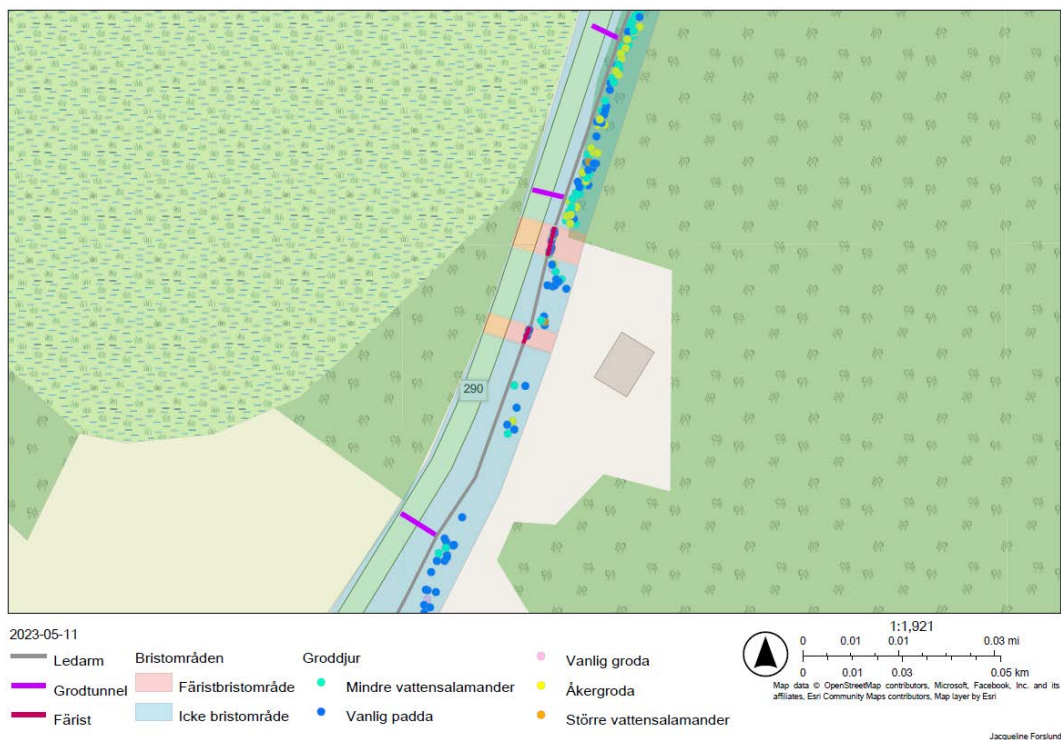 290
2023-05-11
Ledarm
Grodtunnel
Färist
Bristområden
Färistbristområde
Icke bristområde
Groddjur
Mindre vattensalamander
Vanlig padda
Vanlig groda
Åkergroda
Större vattensalamander
1:1,921
0 0.01 0.01 0.03 mi
0 0.01 0.03 0.05 km
Map data © OpenStreetMap contributors, Microsoft, Facebook, Inc. and its
affiliates, Esri Community Maps contributors, Map layer by Esri
Jacqueline Forslund